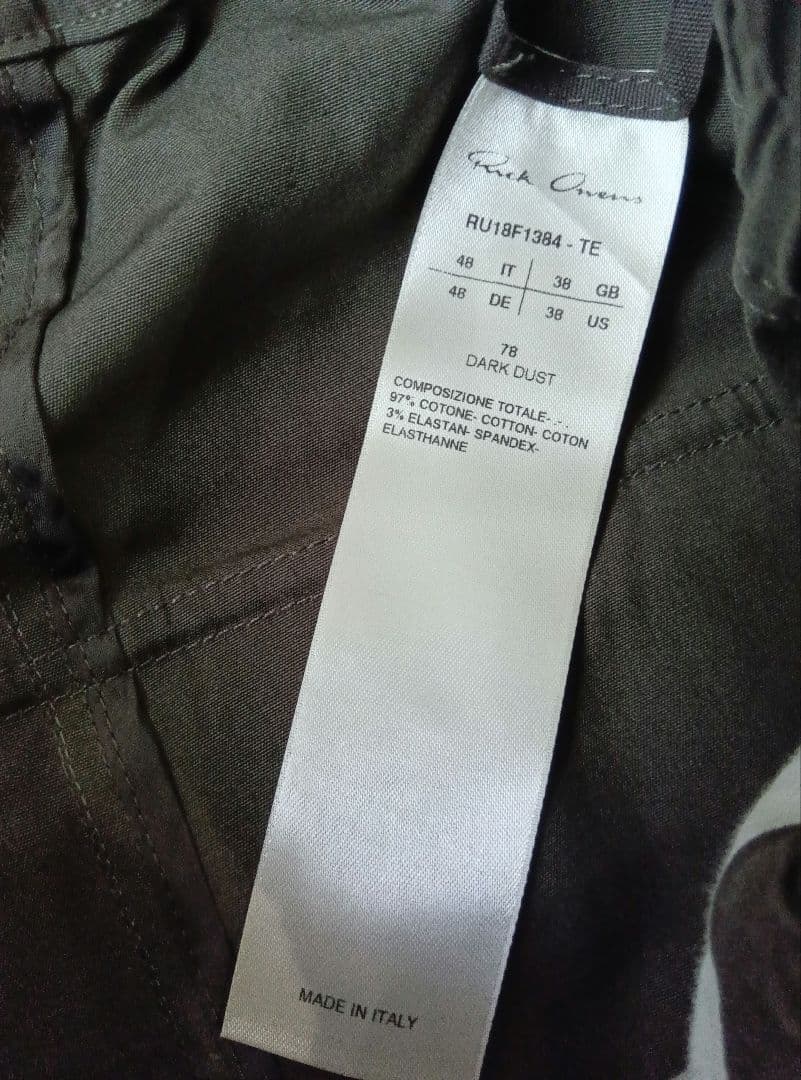 Rick Owens
RU18F1384 - TE
48 IT 38 GB
48 DE 38 US
78
DARK DUST
COMPOSIZIONE TOTALE-
97% COTONE- COTTON- COTON
3% ELASTAN- SPANDEX-
ELASTHANNE
MADE IN ITALY